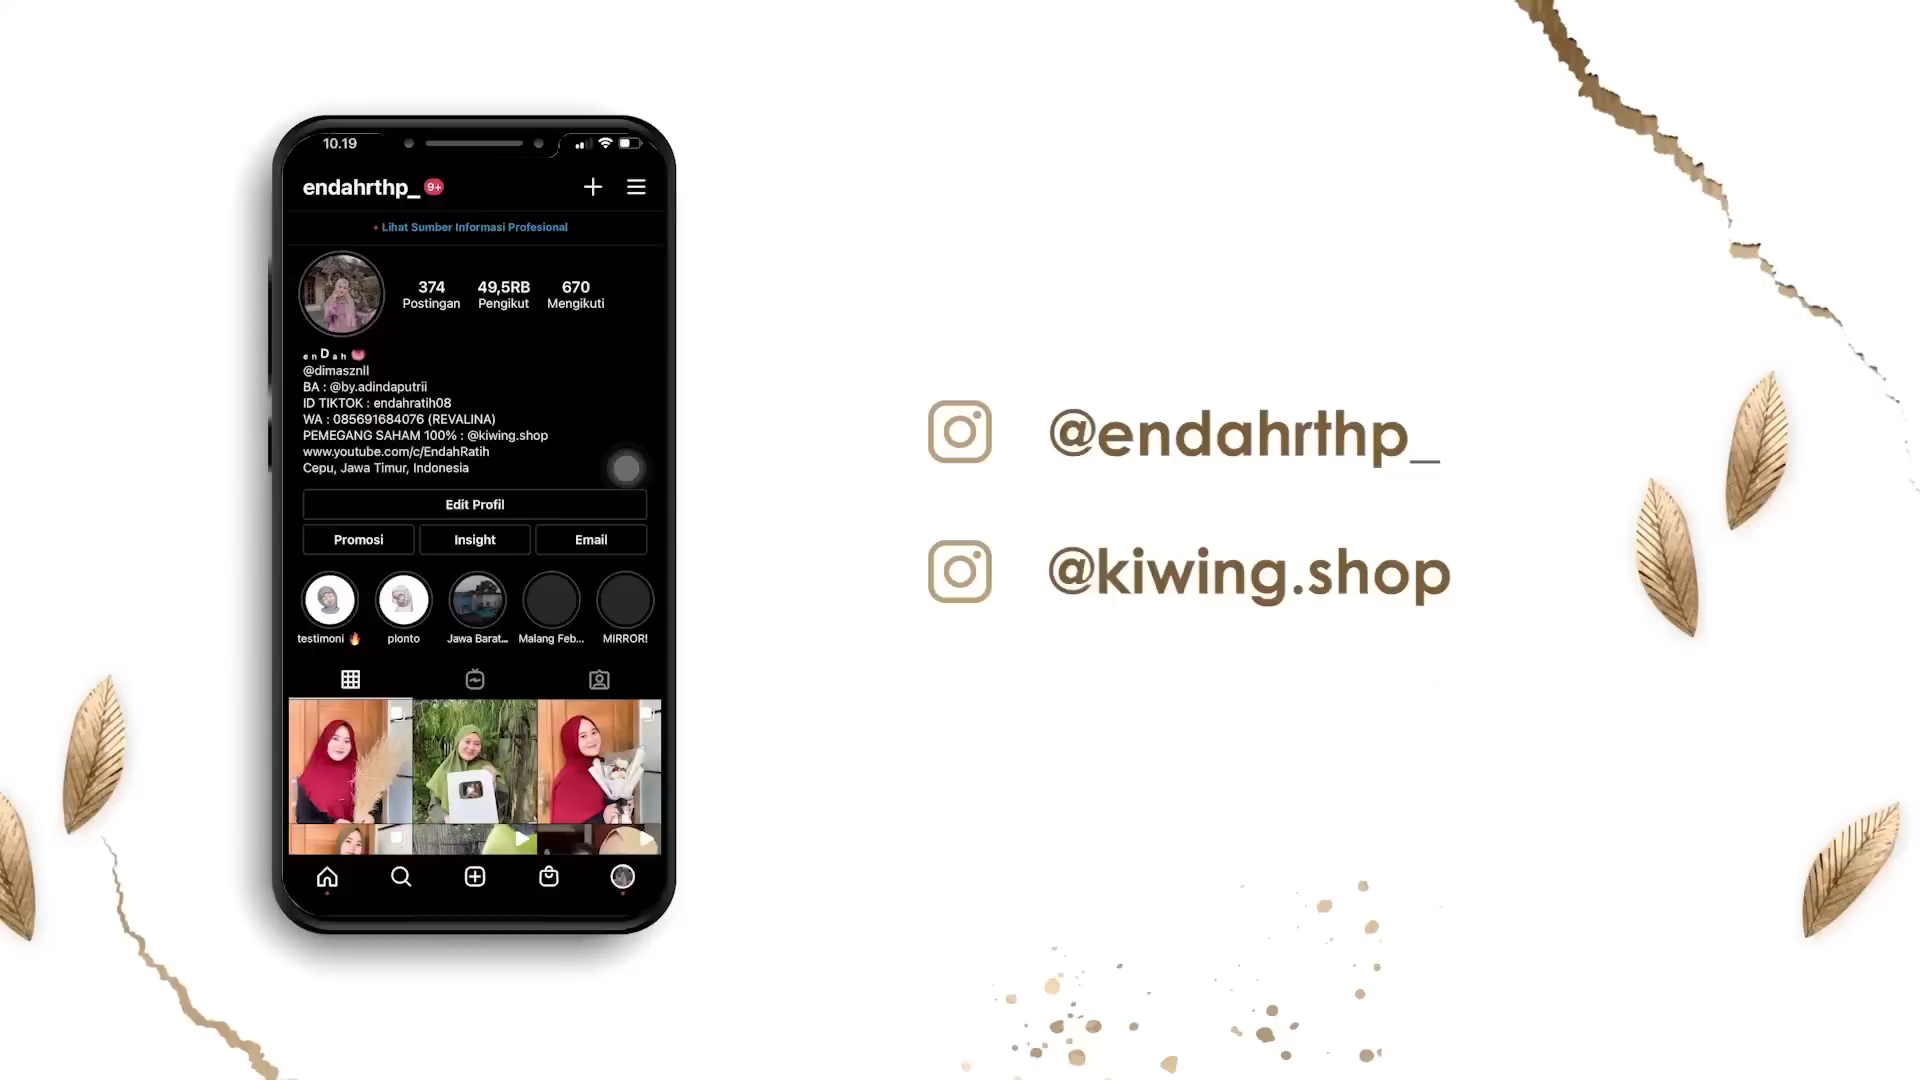 10.19
endahrthp_ 9+
Lihat Sumber Informasi Profesional
374 49,5RB 670
Postingan Pengikut Mengikuti
ₑ ₙ D ₐ ₕ
@dimasznll
BA : @by.adindaputrii
ID TIKTOK : endahratih08
WA : 085691684076 (REVALINA)
PEMEGANG SAHAM 100% : @kiwing.shop
www.youtube.com/c/EndahRatih
Cepu, Jawa Timur, Indonesia
Edit Profil
Promosi Insight Email
testimoni 🔥 plonto Jawa Barat... Malang Feb... MIRROR!
@endahrthp_
@kiwing.shop